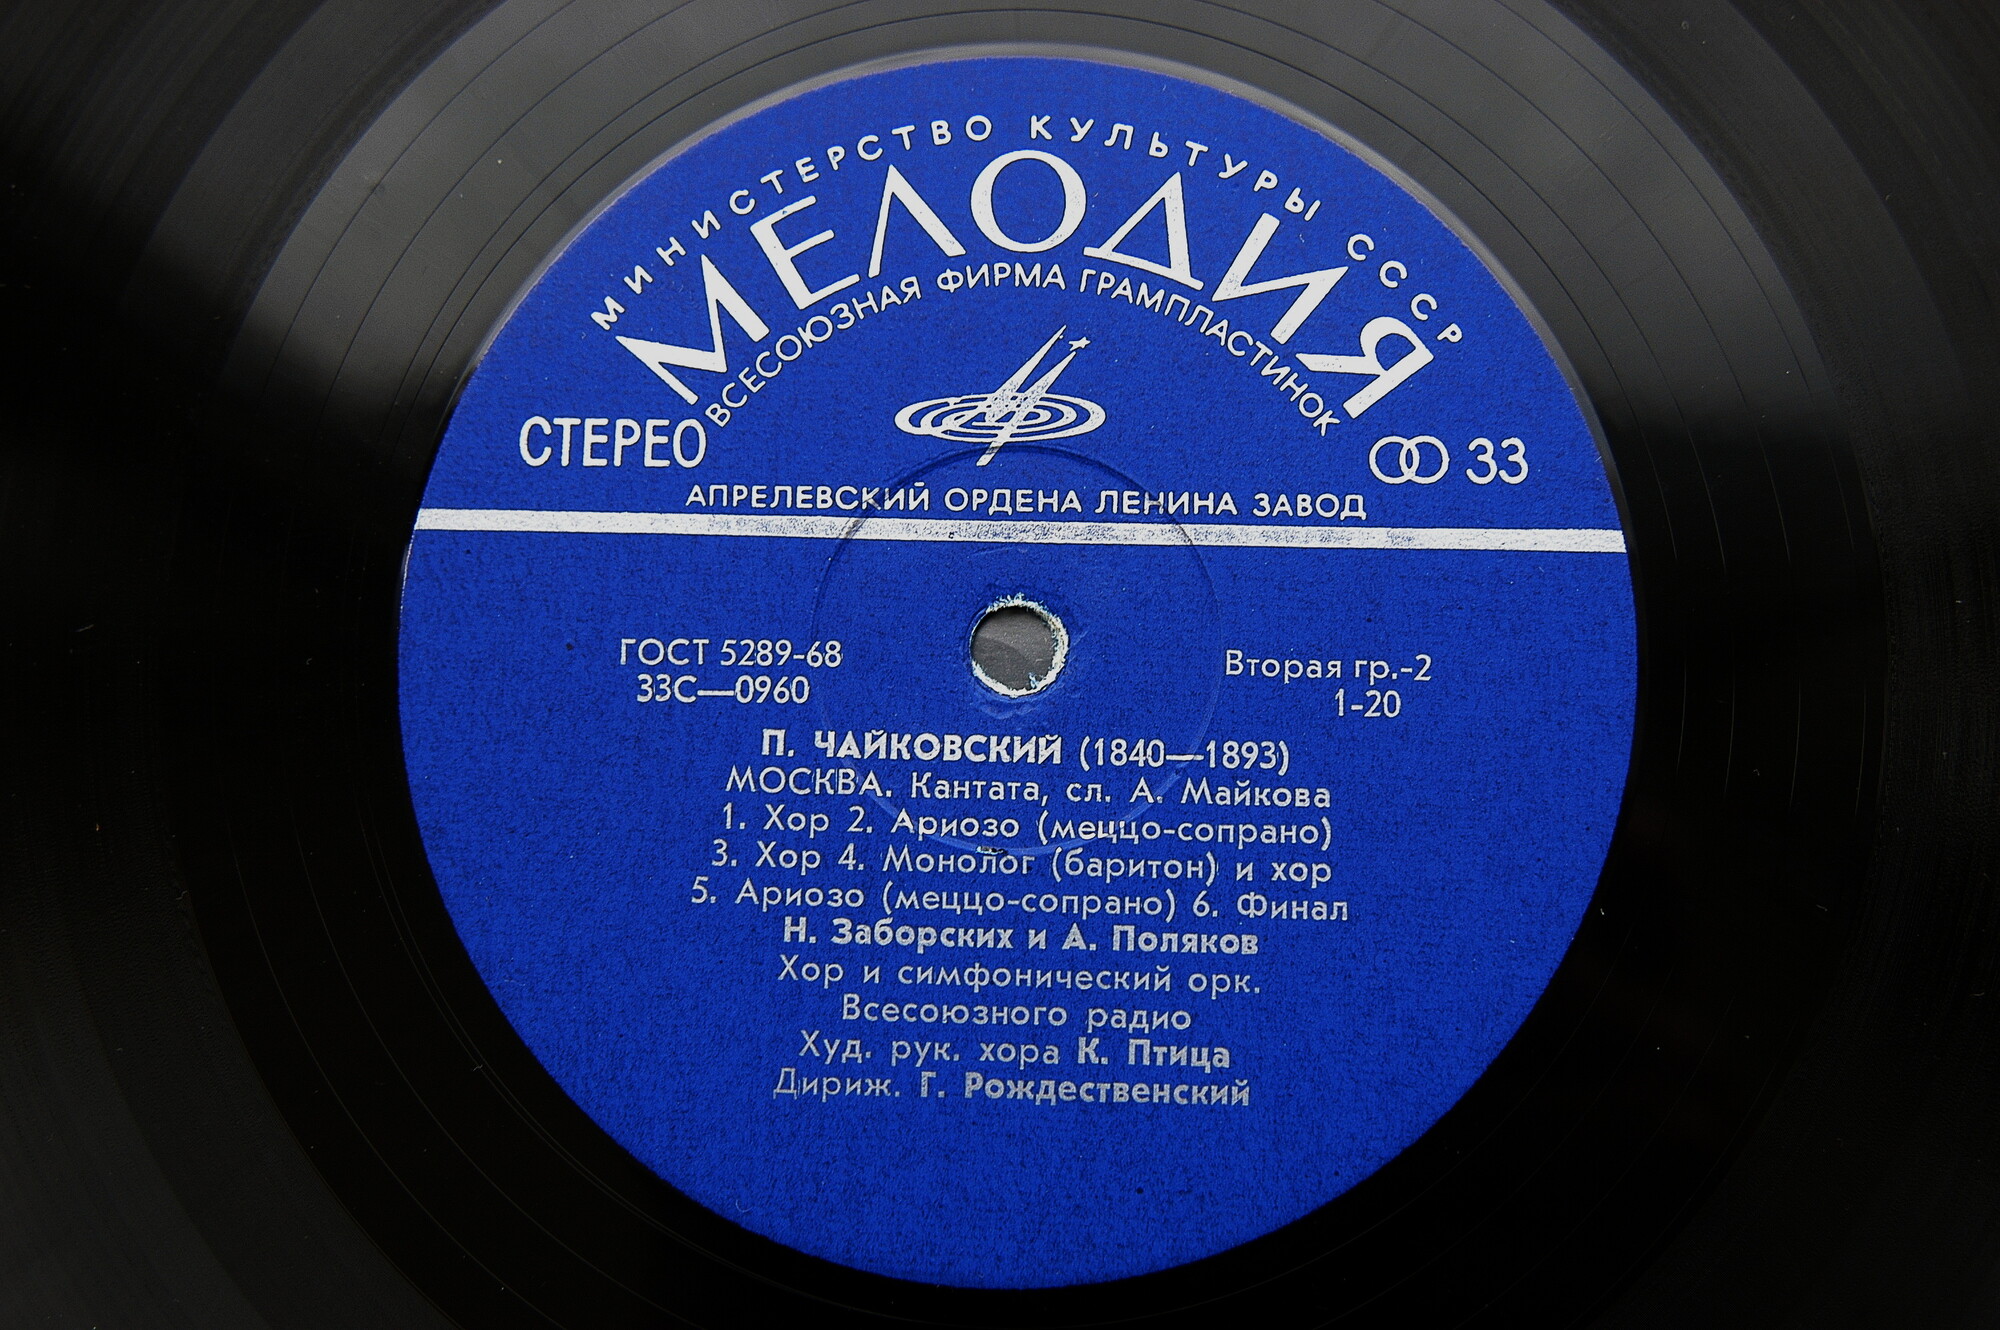 МИНИСТЕРСТВО КУЛЬТУРЫ СССР
МЕЛОДИЯ
ВСЕСОЮЗНАЯ ФИРМА ГРАМПЛАСТИНОК
СТЕРЕО
33
АПРЕЛЕВСКИЙ ОРДЕНА ЛЕНИНА ЗАВОД
ГОСТ 5289-68
33С—0960
Вторая гр.-2
1-20
П. ЧАЙКОВСКИЙ (1840—1893)
МОСКВА. Кантата, сл. А. Майкова
1. Хор 2. Ариозо (меццо-сопрано)
3. Хор 4. Монолог (баритон) и хор
5. Ариозо (меццо-сопрано) 6. Финал
Н. Заборских и А. Поляков
Хор и симфонический орк.
Всесоюзного радио
Худ. рук. хора К. Птица
Дириж. Г. Рождественский